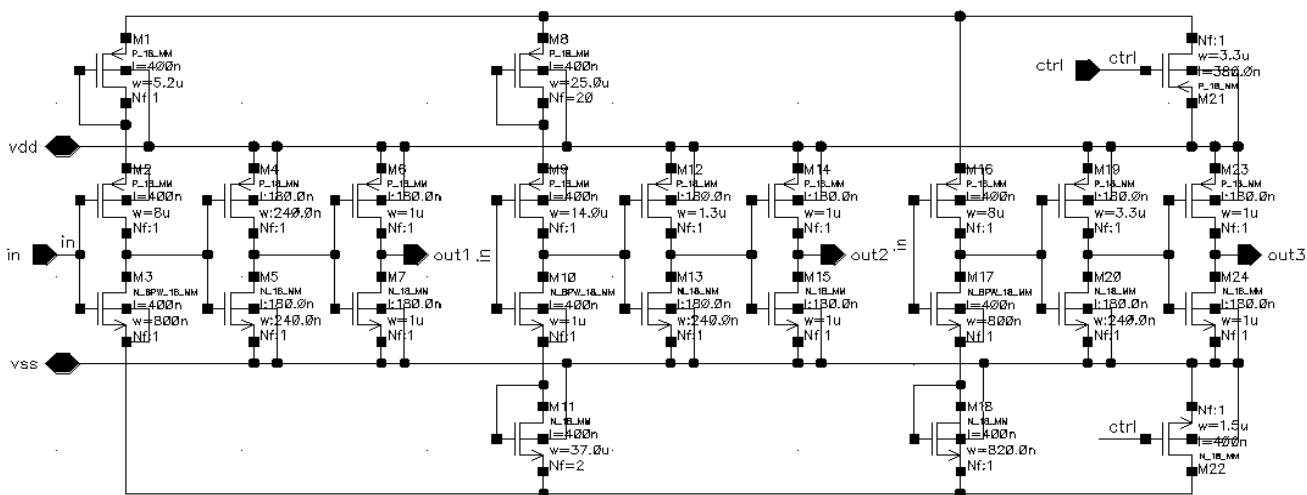 M1
P_18_MM
l=400n
w=5.2u
Nf:1
M8
P_18_MM
l=400n
w=25.0u
Nf=20
ctrl
ctrl
Nf:1
w=3.3u
l=380.0n
P_18_MM
M21
vdd
M2
P_18_MM
l=400n
w=8u
Nf:1
M4
P_18_MM
l:180.0n
w:240.0n
Nf:1
M6
P_18_MM
l:180.0n
w=1u
Nf:1
M9
P_18_MM
l=400n
w=14.0u
Nf:1
M12
P_18_MM
l:180.0n
w=1.3u
Nf:1
M14
P_18_MM
l:180.0n
w=1u
Nf:1
M16
P_18_MM
l=400n
w=8u
Nf:1
M19
P_18_MM
l:180.0n
w=3.3u
Nf:1
M23
P_18_MM
l:180.0n
w=1u
Nf:1
in
in
out1
in
out2
in
out3
M3
N_BPW_18_MM
l=400n
w=800n
Nf:1
M5
N_18_MM
l:180.0n
w:240.0n
Nf:1
M7
N_18_MM
l:180.0n
w=1u
Nf:1
M10
N_BPW_18_MM
l=400n
w=1u
Nf:1
M13
N_18_MM
l:180.0n
w:240.0n
Nf:1
M15
N_18_MM
l:180.0n
w=1u
Nf:1
M17
N_BPW_18_MM
l=400n
w=800n
Nf:1
M20
N_18_MM
l:180.0n
w:240.0n
Nf:1
M24
N_18_MM
l:180.0n
w=1u
Nf:1
vss
M11
N_18_MM
l=400n
w=37.0u
Nf=2
M18
N_18_MM
l=400n
w=820.0n
Nf:1
ctrl
Nf:1
w=1.5u
l=400n
N_18_MM
M22